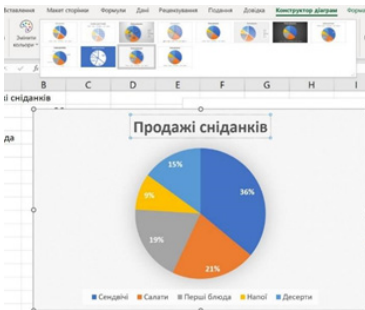 Вставлення Макет сторінки Формули Дані Рецензування Подання Довідка Конструктор діаграм Формат
Змінити
кольори
B C D E F G H I
і сніданків
да
Продажі сніданків
15%
36%
9%
19%
21%
Сендвічі Салати Перші блюда Напої Десерти